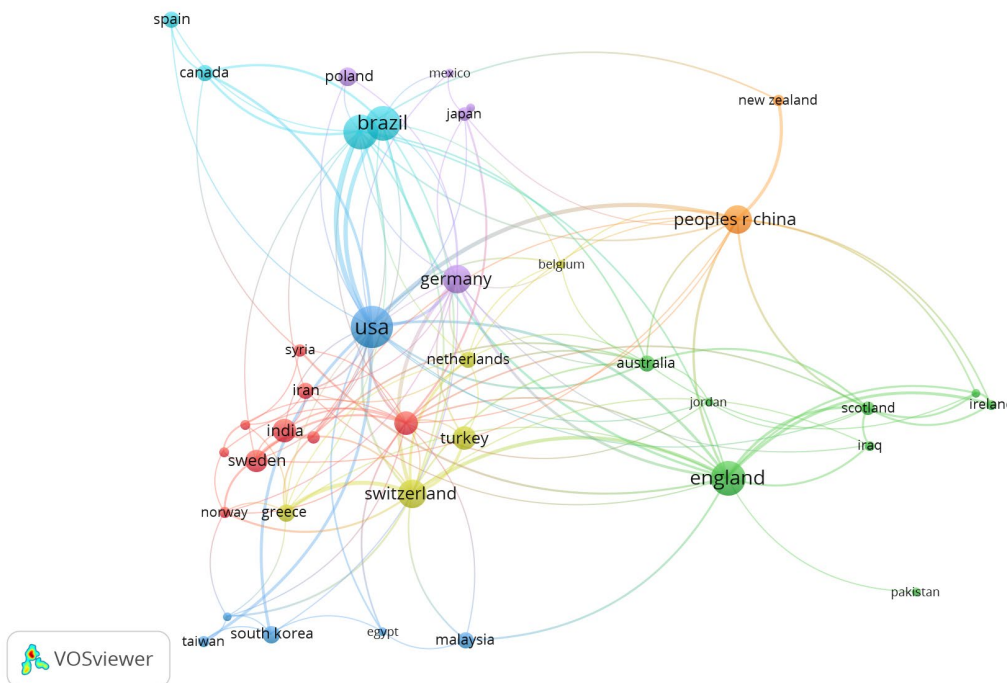 spain
canada
poland
mexico
brazil
japan
new zealand
peoples r china
belgium
germany
usa
syria
netherlands
australia
iran
jordan
scotland
ireland
india
turkey
iraq
sweden
england
switzerland
norway
greece
pakistan
taiwan
south korea
egypt
malaysia
VOSviewer